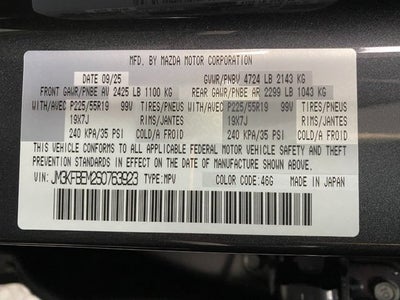 MFD. BY MAZDA MOTOR CORPORATION
DATE 09/25 GVWR/PNBV 4724 LB 2143 KG
FRONT GAWR/PNBE AV 2425 LB 1100 KG REAR GAWR/PNBE AR 2299 LB 1043 KG
WITH/AVEC P225/55R19 99V TIRES/PNEUS WITH/AVEC P225/55R19 99V TIRES/PNEUS
19X7J RIMS/JANTES 19X7J RIMS/JANTES
240 KPA/35 PSI COLD/A FROID 240 KPA/35 PSI COLD/A FROID
THIS VEHICLE CONFORMS TO ALL APPLICABLE FEDERAL MOTOR VEHICLE SAFETY AND THEFT
PREVENTION STANDARDS IN EFFECT ON THE DATE OF MANUFACTURE SHOWN ABOVE.
VIN: JM3KFBEM2S0763923 TYPE:MPV COLOR CODE:46G MADE IN JAPAN